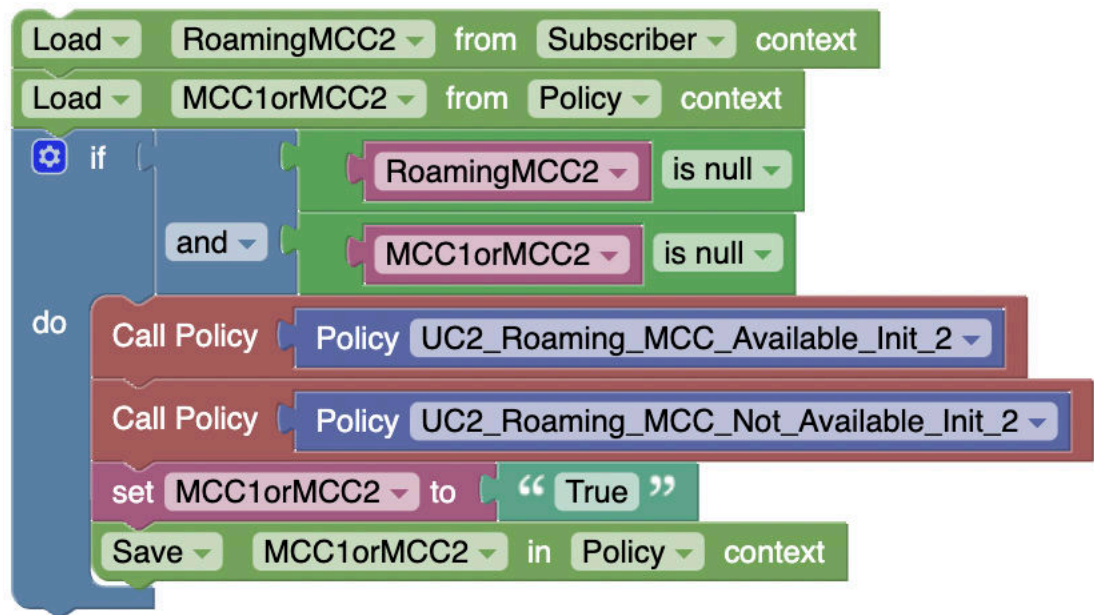 Load RoamingMCC2 from Subscriber context
Load MCC1orMCC2 from Policy context
if RoamingMCC2 is null
and MCC1orMCC2 is null
do Call Policy Policy UC2_Roaming_MCC_Available_Init_2
Call Policy Policy UC2_Roaming_MCC_Not_Available_Init_2
set MCC1orMCC2 to “ True ”
Save MCC1orMCC2 in Policy context